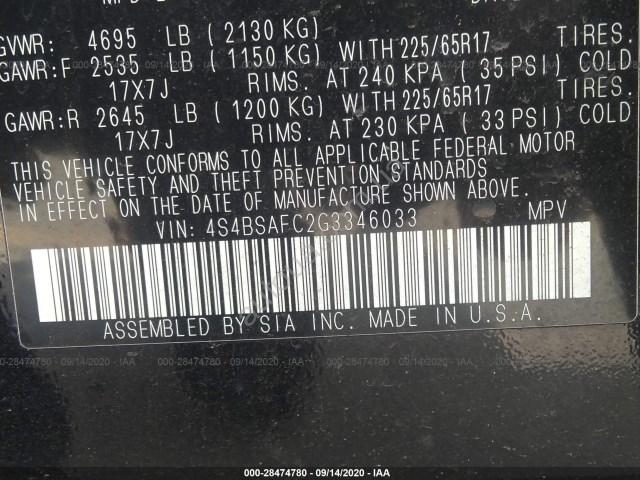 GVWR: 4695 LB ( 2130 KG)
GAWR:F 2535 LB ( 1150 KG) WITH 225/65R17 TIRES.
17X7J RIMS. AT 240 KPA ( 35 PSI) COLD
GAWR:R 2645 LB ( 1200 KG) WITH 225/65R17 TIRES.
17X7J RIMS. AT 230 KPA ( 33 PSI) COLD
THIS VEHICLE CONFORMS TO ALL APPLICABLE FEDERAL MOTOR
VEHICLE SAFETY AND THEFT PREVENTION STANDARDS
IN EFFECT ON THE DATE OF MANUFACTURE SHOWN ABOVE.
VIN: 4S4BSAFC2G3346033 MPV
ASSEMBLED BY SIA INC. MADE IN U.S.A.
000-28474780 - 09/14/2020 - IAA